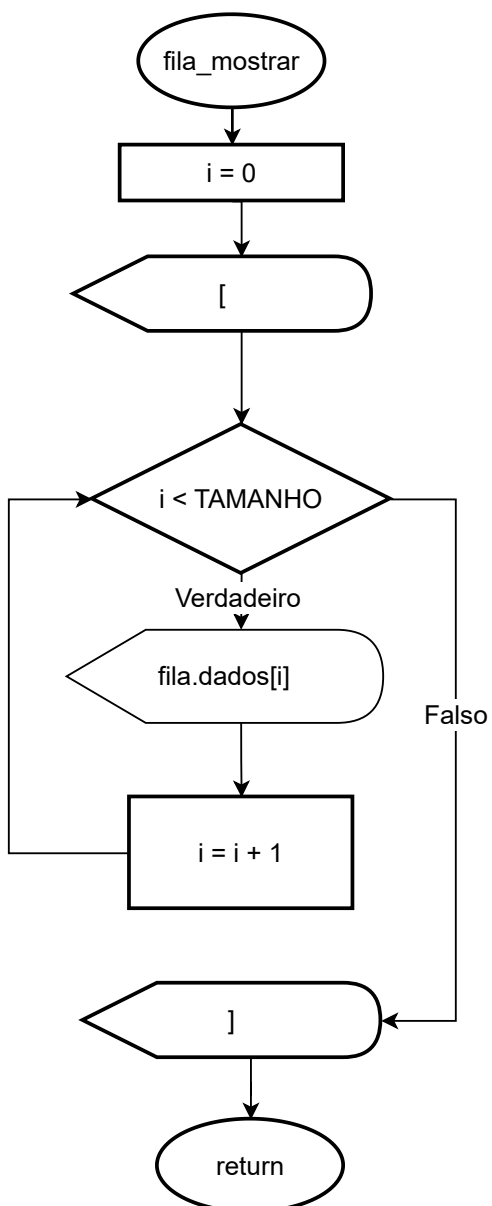 fila_mostrar
i = 0
[
i < TAMANHO
Verdadeiro
fila.dados[i]
Falso
i = i + 1
]
return